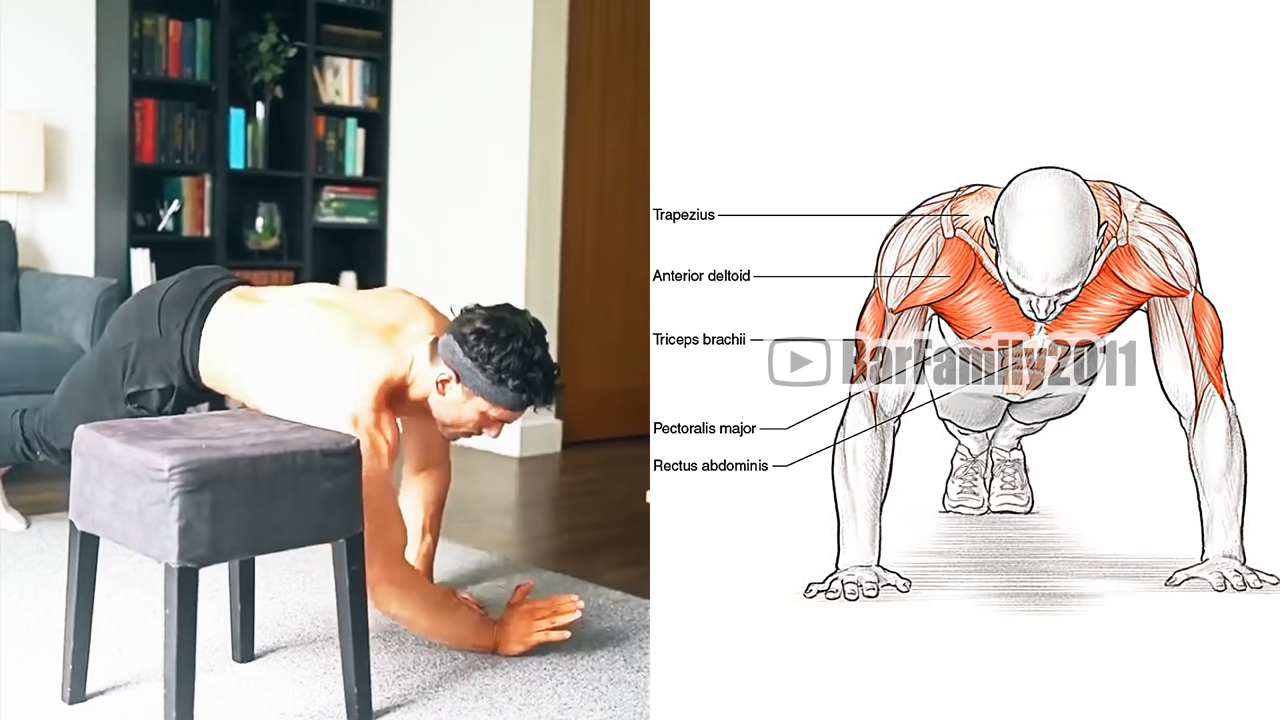 Trapezius
Anterior deltoid
Triceps brachii
BarFamily2011
Pectoralis major
Rectus abdominis